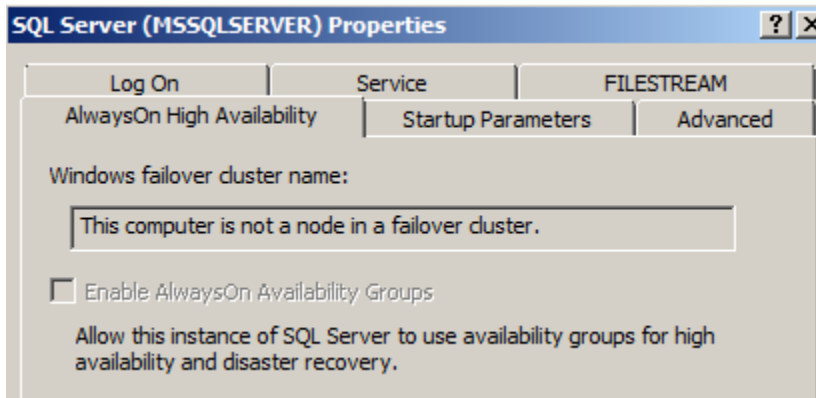 SQL Server (MSSQLSERVER) Properties ? X
Log On Service FILESTREAM
AlwaysOn High Availability Startup Parameters Advanced
Windows failover cluster name:
This computer is not a node in a failover cluster.
Enable AlwaysOn Availability Groups
Allow this instance of SQL Server to use availability groups for high
availability and disaster recovery.